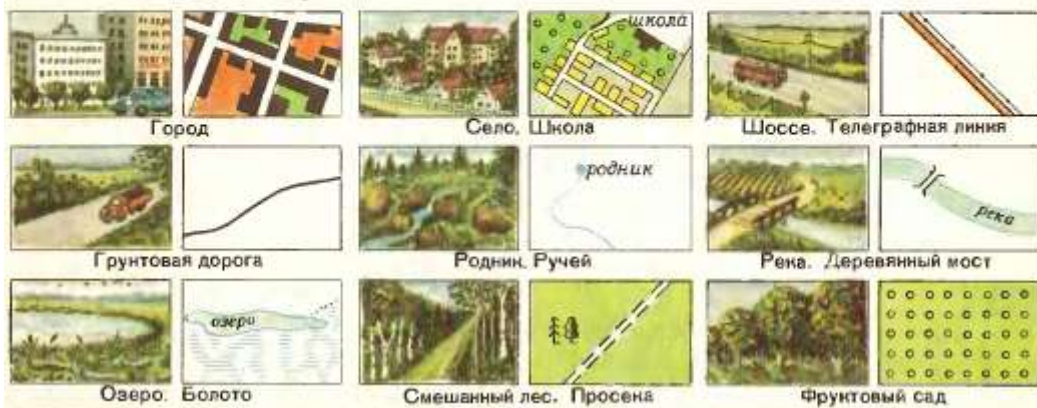 школа
Город
Село. Школа
Шоссе. Телеграфная линия
родник
река
Грунтовая дорога
Родник. Ручей
Река. Деревянный мост
озеро
Озеро. Болото
Смешанный лес. Просека
Фруктовый сад